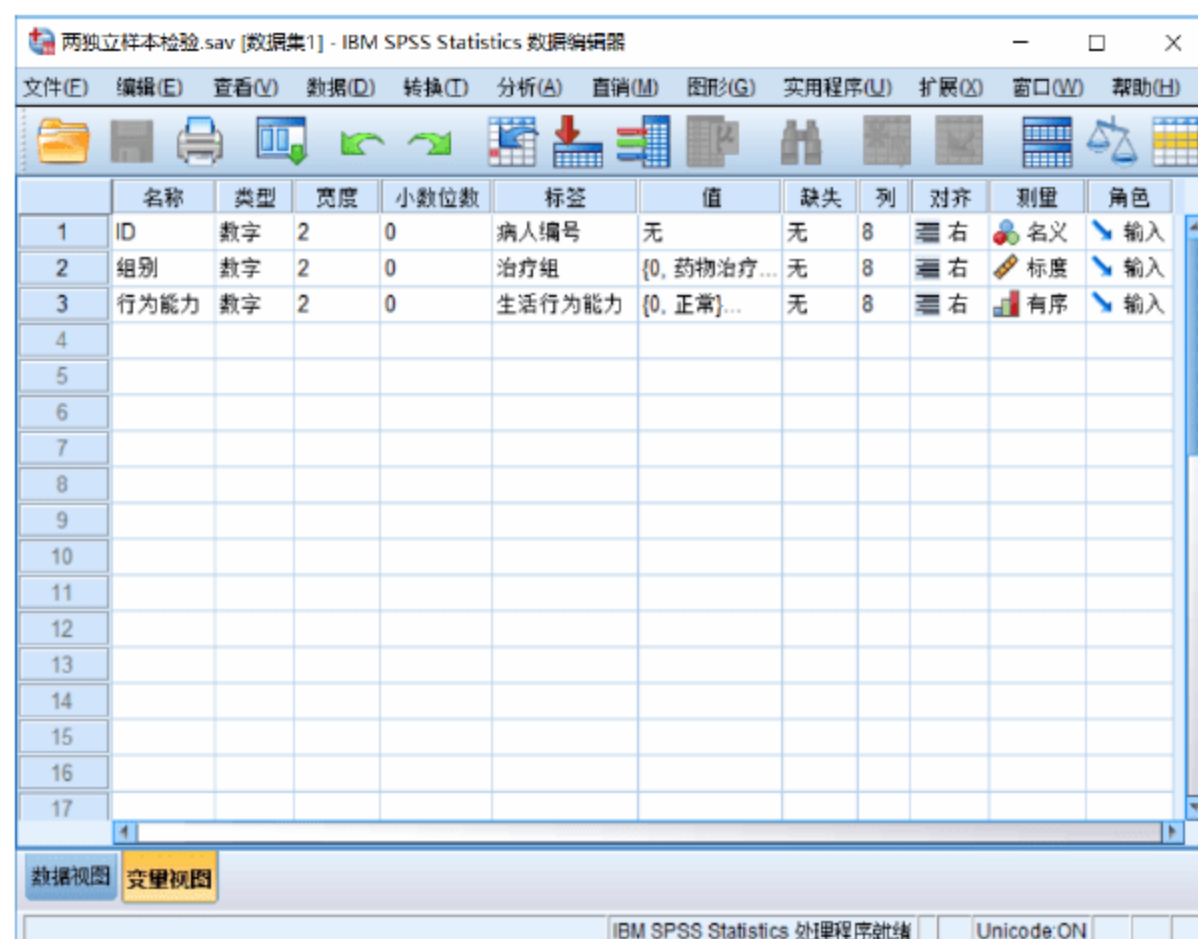 两独立样本检验.sav [数据集1] - IBM SPSS Statistics 数据编辑器
文件(F) 编辑(E) 查看(V) 数据(D) 转换(T) 分析(A) 直销(M) 图形(G) 实用程序(U) 扩展(X) 窗口(W) 帮助(H)
名称 类型 宽度 小数位数 标签 值 缺失 列 对齐 测量 角色
1 ID 数字 2 0 病人编号 无 无 8 右 名义 输入
2 组别 数字 2 0 治疗组 {0, 药物治疗... 无 8 右 标度 输入
3 行为能力 数字 2 0 生活行为能力 {0, 正常}... 无 8 右 有序 输入
4
5
6
7
8
9
10
11
12
13
14
15
16
17
数据视图 变量视图
IBM SPSS Statistics 处理程序就绪 Unicode:ON